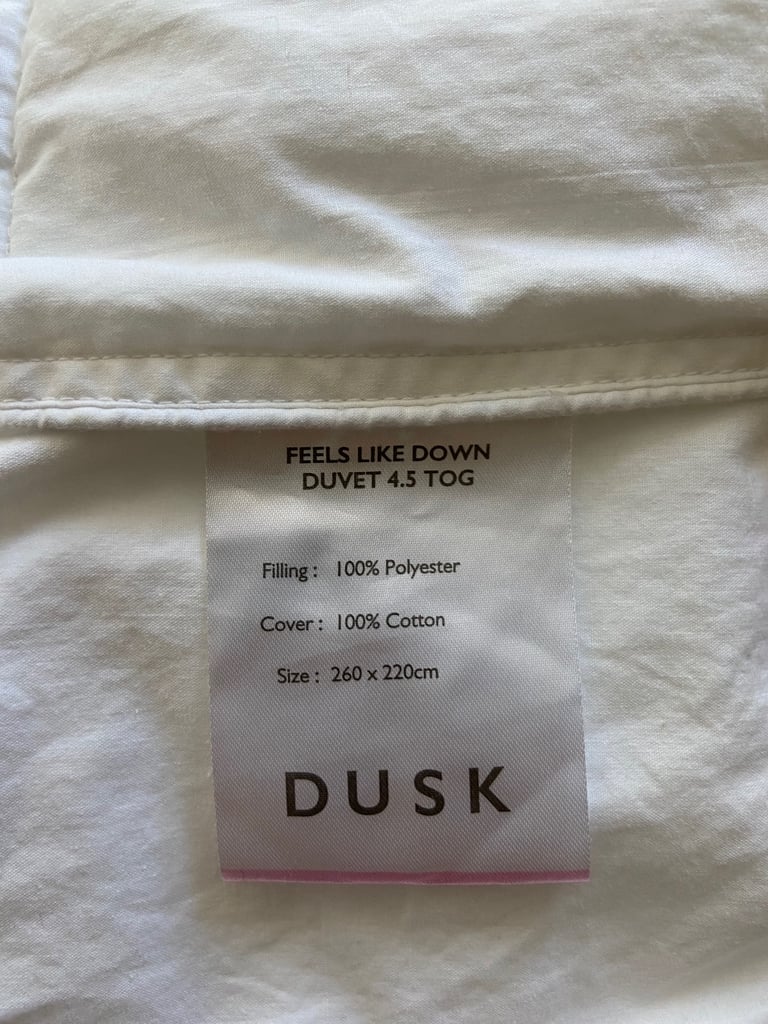 FEELS LIKE DOWN
DUVET 4.5 TOG
Filling : 100% Polyester
Cover : 100% Cotton
Size : 260 x 220cm
DUSK